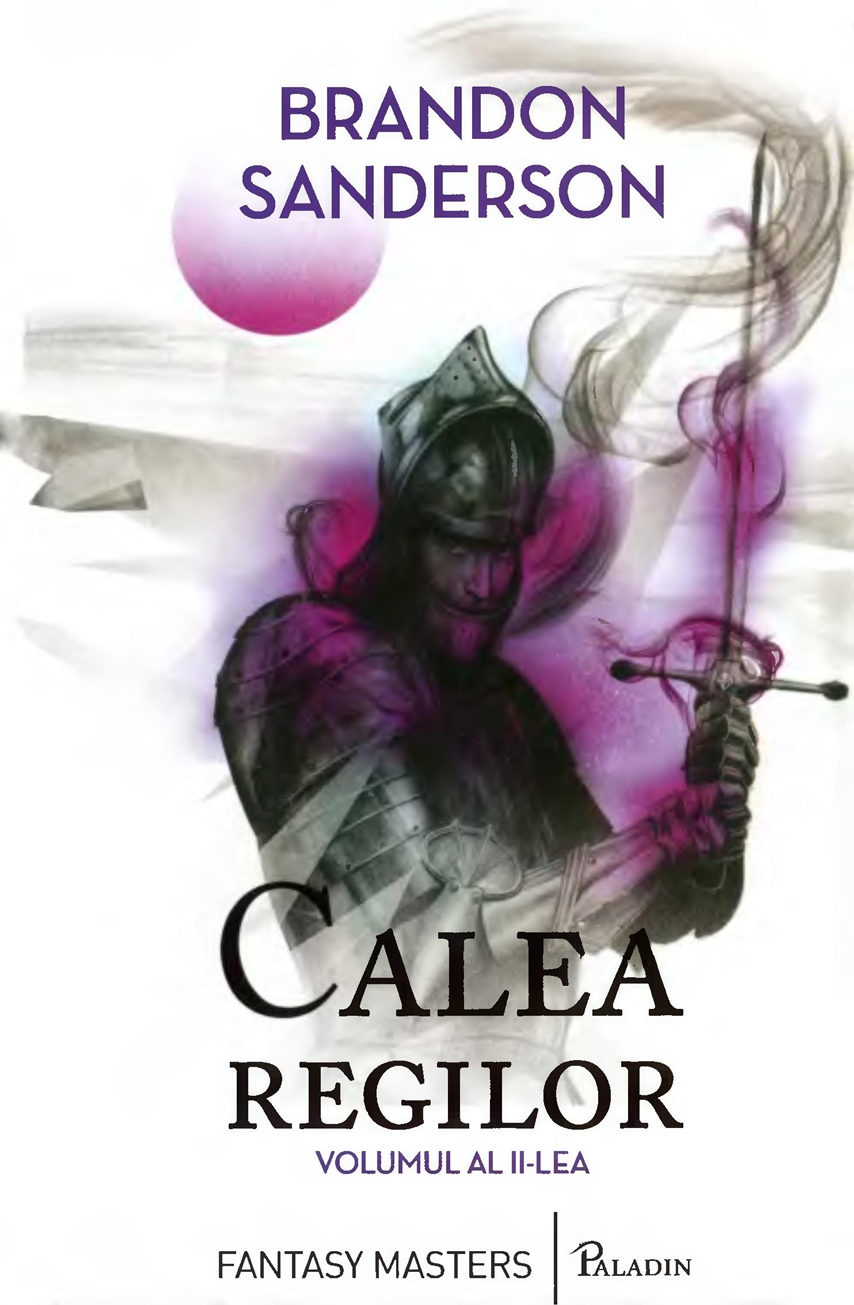 BRANDON
SANDERSON
CALEA
REGILOR
VOLUMUL AL II-LEA
FANTASY MASTERS | PALADIN